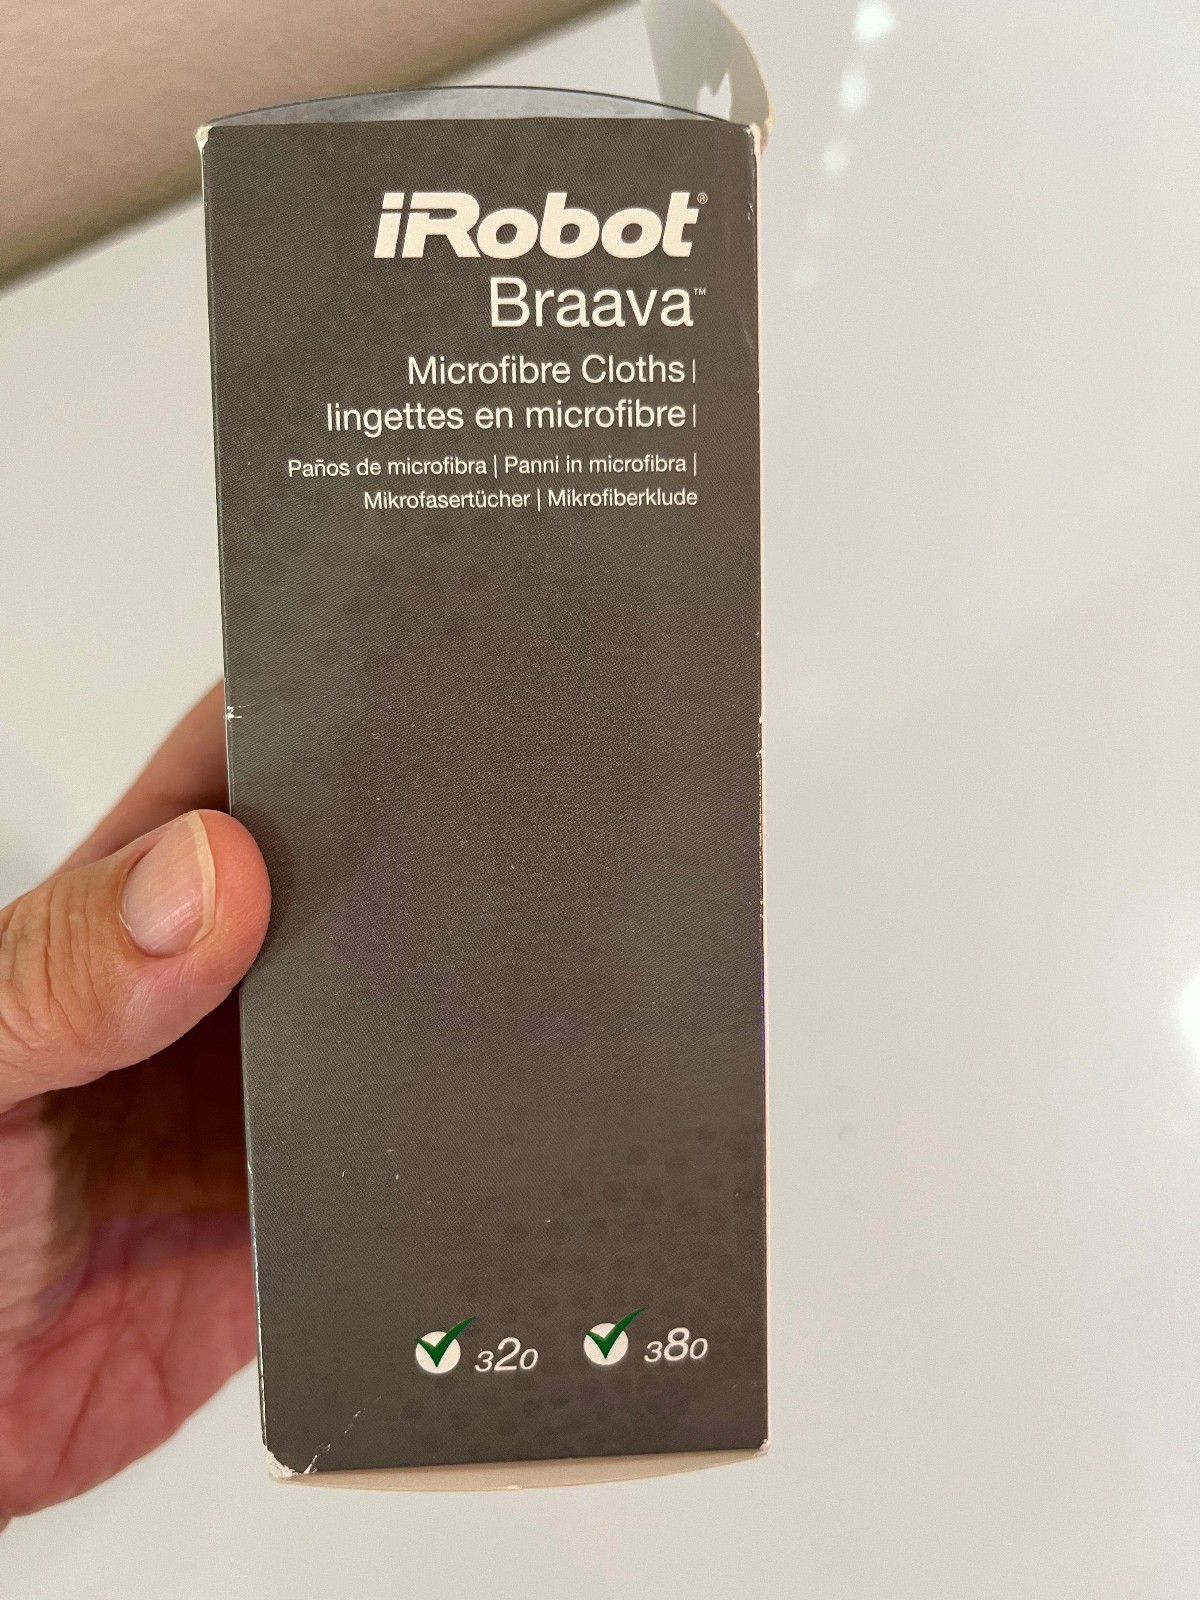 iRobot®
Braava™
Microfibre Cloths |
lingettes en microfibre |
Paños de microfibra | Panni in microfibra |
Mikrofasertücher | Mikrofiberklude
320 380